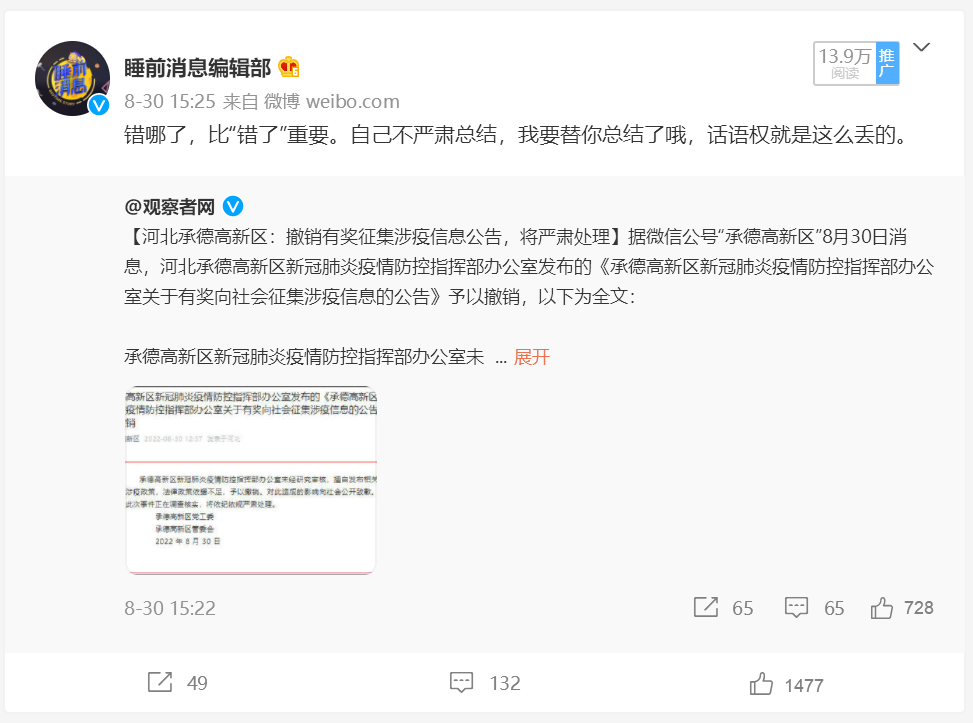 睡前消息编辑部
13.9万
阅读
推广
8-30 15:25 来自 微博 weibo.com
错哪了，比“错了”重要。自己不严肃总结，我要替你总结了哦，话语权就是这么丢的。
睡前
消息
@观察者网
【河北承德高新区：撤销有奖征集涉疫信息公告，将严肃处理】据微信公号“承德高新区”8月30日消
息，河北承德高新区新冠肺炎疫情防控指挥部办公室发布的《承德高新区新冠肺炎疫情防控指挥部办公
室关于有奖向社会征集涉疫信息的公告》予以撤销，以下为全文：
承德高新区新冠肺炎疫情防控指挥部办公室未 ... 展开
高新区新冠肺炎疫情防控指挥部办公室发布的《承德高新区
疫情防控指挥部办公室关于有奖向社会征集涉疫信息的公告
销
新区 2022-08-30 12:07 发表于河北
承德高新区新冠肺炎疫情防控指挥部办公室未经研究审核，擅自发布相关
涉疫政策，法律政策依据不足，予以撤销。对此造成的影响向社会公开致歉。
此次事件正在调查核实，将依纪依规严肃处理。
承德高新区党工委
承德高新区管委会
2022 年 8 月 30 日
8-30 15:22
65
65
728
49
132
1477